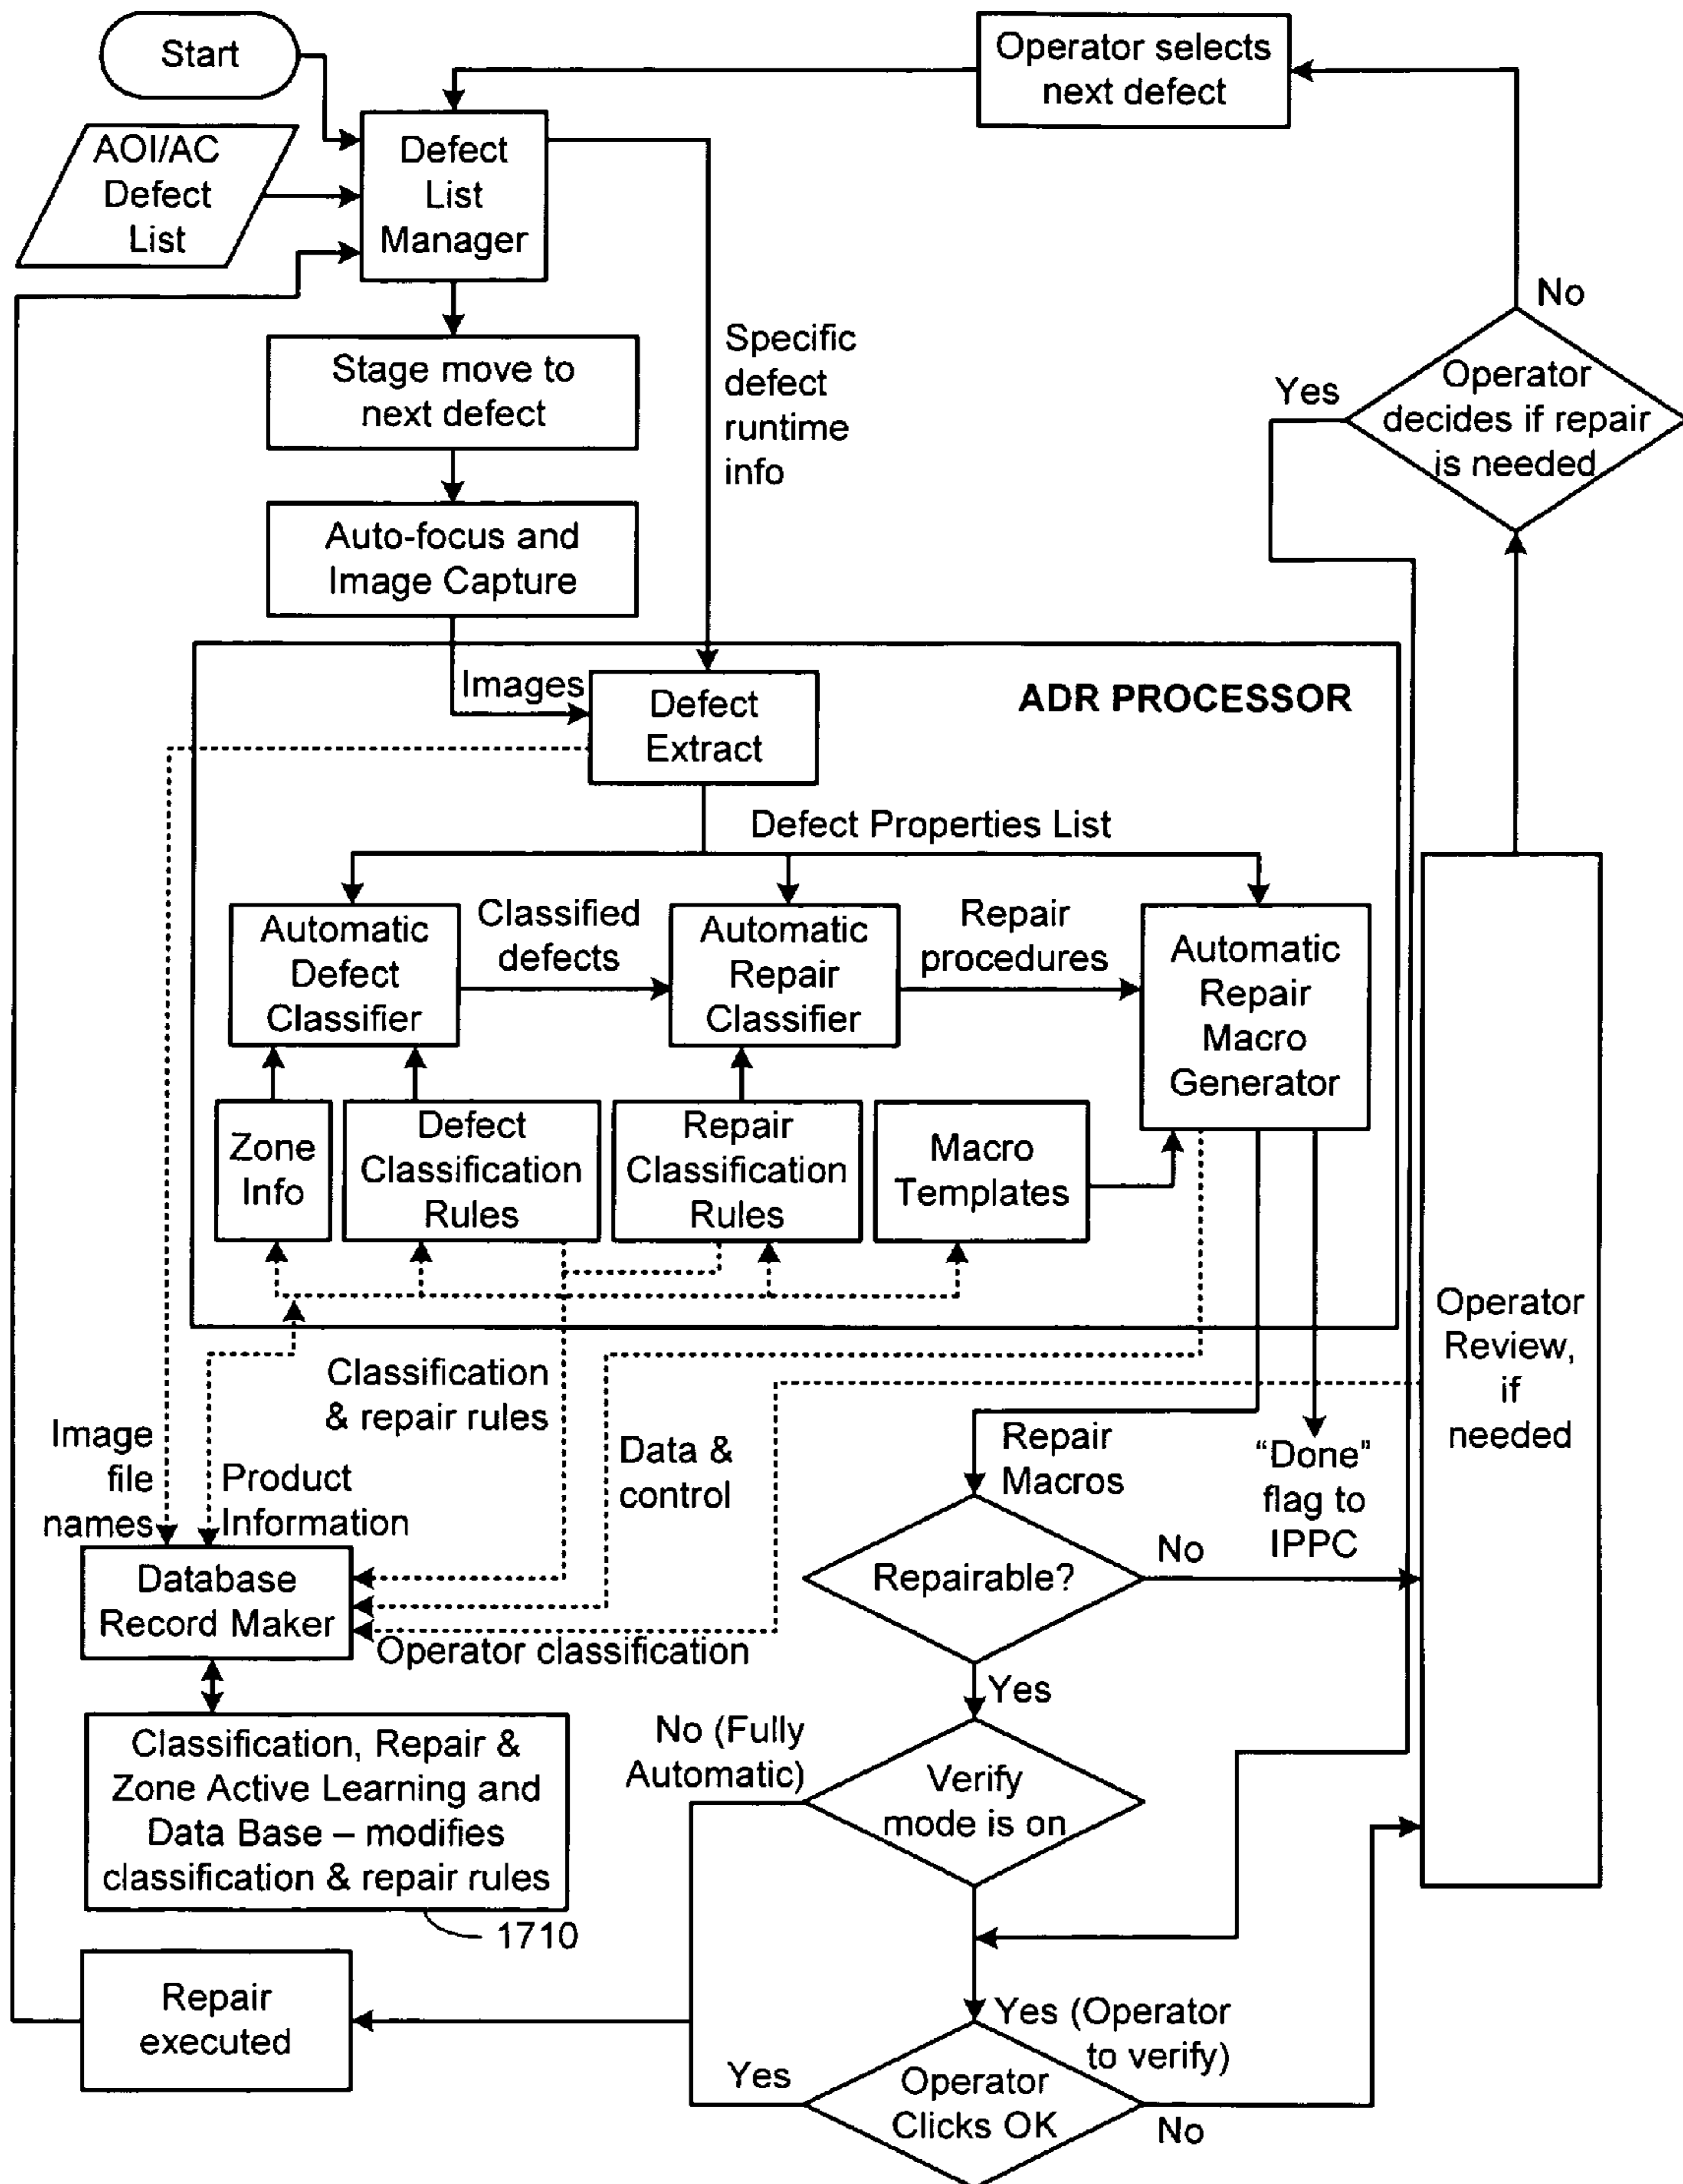 Start
Operator selects
next defect
AOI/AC
Defect
List
Defect
List
Manager
No
Specific
defect
runtime
info
Stage move to
next defect
Yes
Operator
decides if repair
is needed
Auto-focus and
Image Capture
Images
Defect
Extract
ADR PROCESSOR
Defect Properties List
Automatic
Defect
Classifier
Classified
defects
Automatic
Repair
Classifier
Repair
procedures
Automatic
Repair
Macro
Generator
Zone
Info
Defect
Classification
Rules
Repair
Classification
Rules
Macro
Templates
Operator
Review,
if
needed
Classification
& repair rules
Image
file
names
Product
Information
Data &
control
Repair
Macros
“Done”
flag to
IPPC
Database
Record Maker
Repairable?
No
Operator classification
Yes
Classification, Repair &
Zone Active Learning and
Data Base – modifies
classification & repair rules
1710
No (Fully
Automatic)
Verify
mode is on
Repair
executed
Yes (Operator
to verify)
Yes
Operator
Clicks OK
No